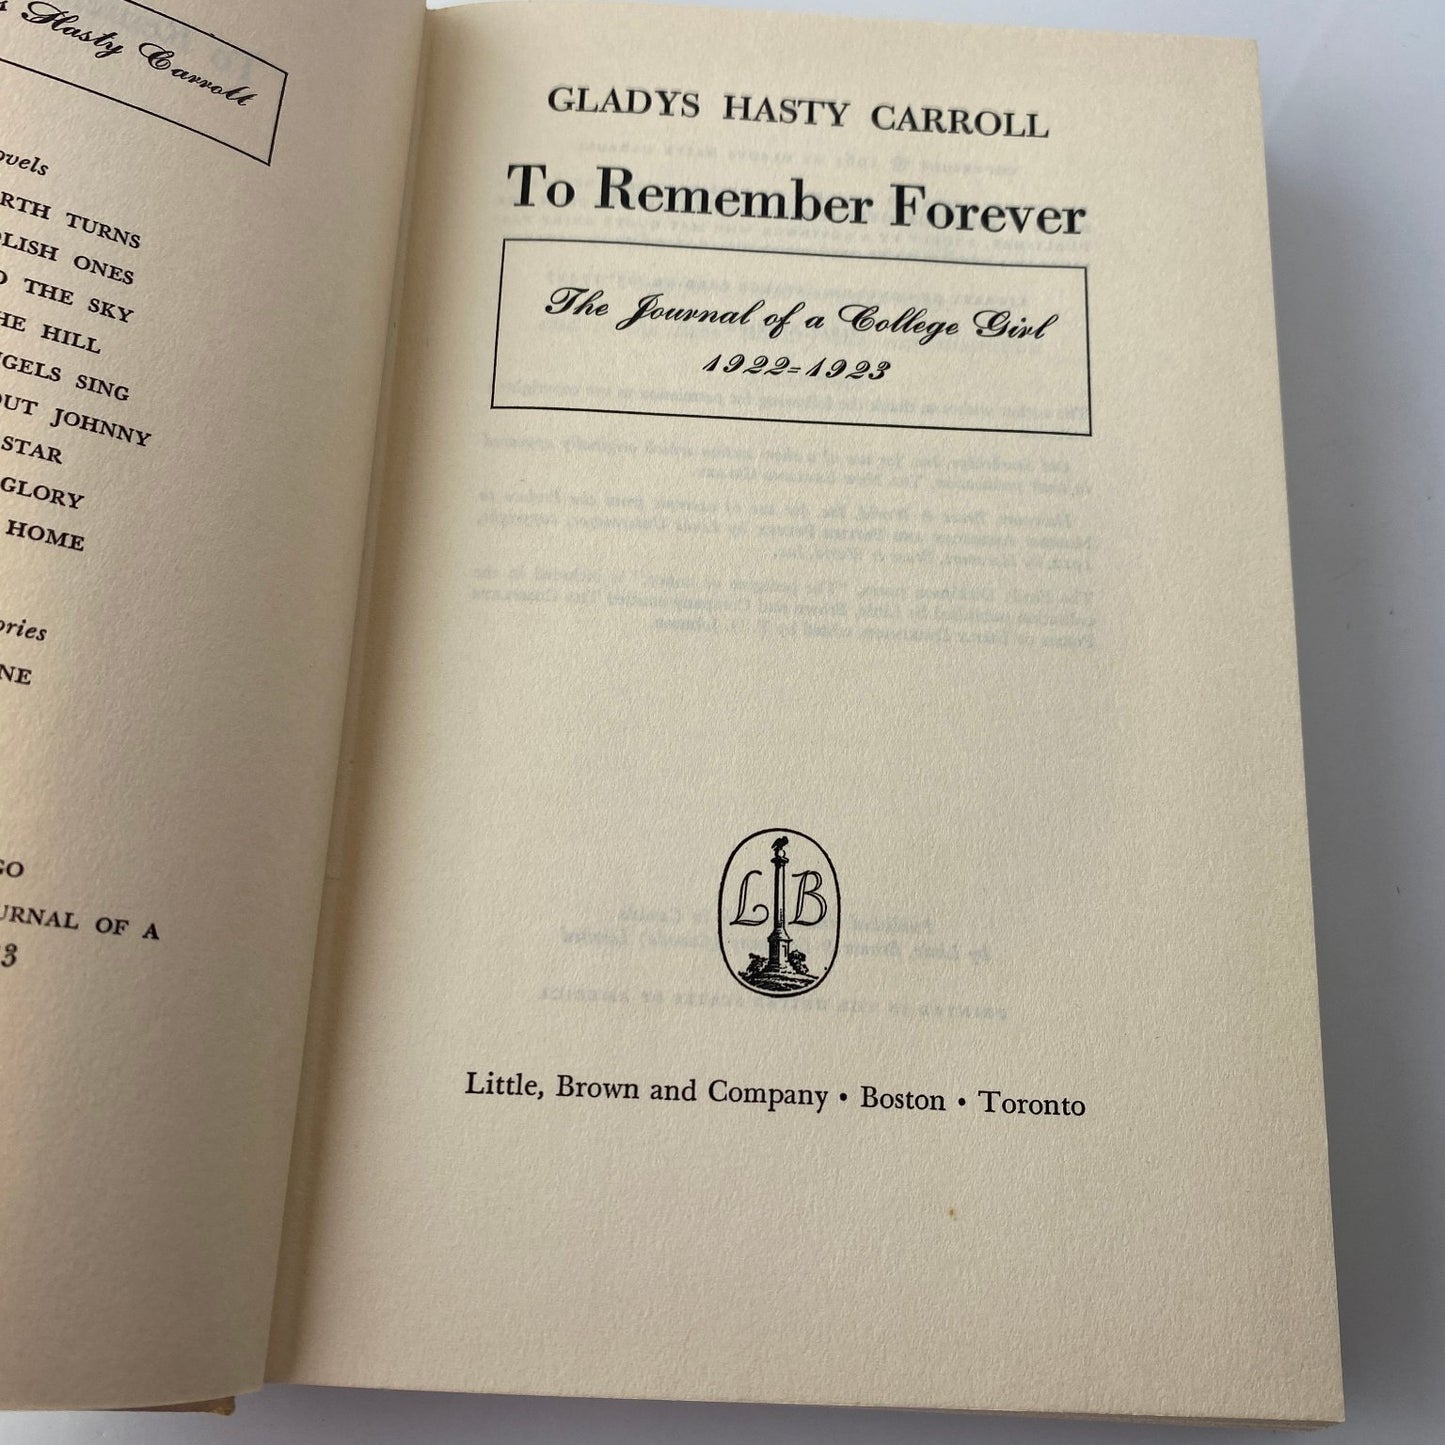 s Hasty Carroll
ovels
RTH TURNS
LISH ONES
O THE SKY
HE HILL
NGELS SING
OUT JOHNNY
STAR
GLORY
HOME
ories
NE
GO
URNAL OF A
3
GLADYS HASTY CARROLL
To Remember Forever
The Journal of a College Girl
1922=1923
L B
Little, Brown and Company • Boston • Toronto